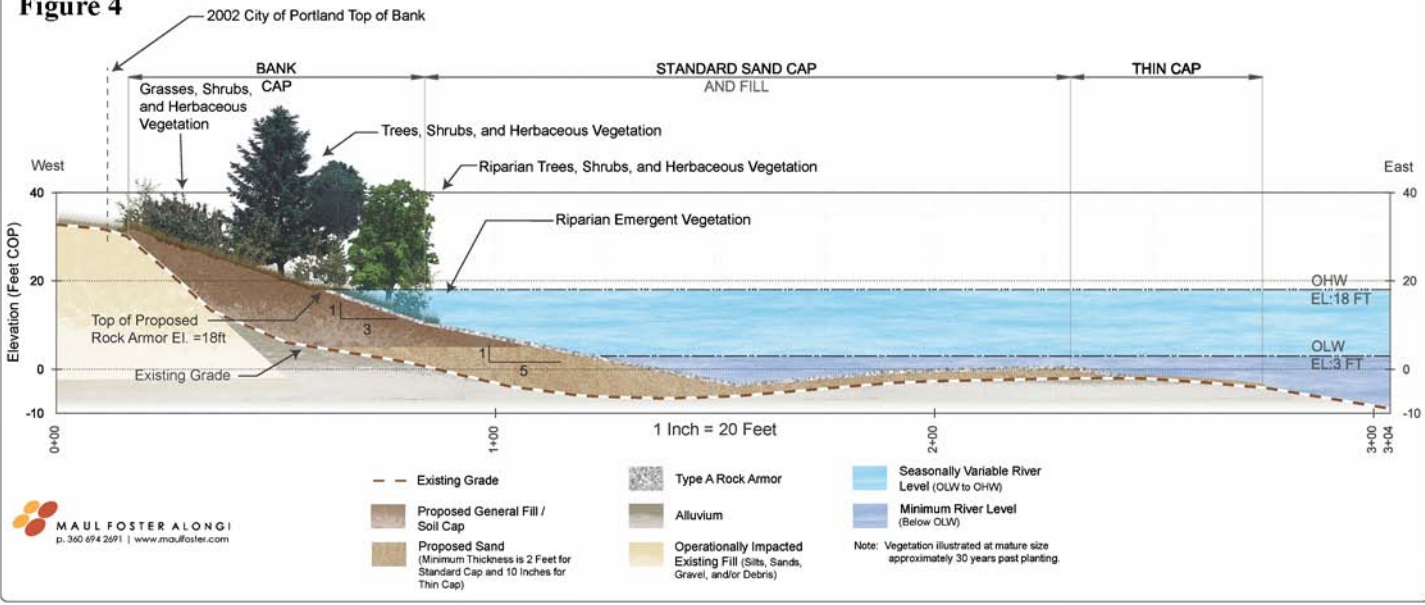 Figure 4
2002 City of Portland Top of Bank
BANK
CAP
STANDARD SAND CAP
AND FILL
THIN CAP
Grasses, Shrubs,
and Herbaceous
Vegetation
Trees, Shrubs, and Herbaceous Vegetation
Riparian Trees, Shrubs, and Herbaceous Vegetation
Riparian Emergent Vegetation
West
East
Elevation (Feet COP)
40
20
0
-10
40
20
0
-10
OHW
EL:18 FT
OLW
EL:3 FT
Top of Proposed
Rock Armor El. =18ft
Existing Grade
1
3
1
5
0+00
1+00
1 Inch = 20 Feet
2+00
3+00
3+04
Existing Grade
Proposed General Fill /
Soil Cap
Proposed Sand
(Minimum Thickness is 2 Feet for
Standard Cap and 10 Inches for
Thin Cap)
Type A Rock Armor
Alluvium
Operationally Impacted
Existing Fill (Silts, Sands,
Gravel, and/or Debris)
Seasonally Variable River
Level (OLW to OHW)
Minimum River Level
(Below OLW)
Note: Vegetation illustrated at mature size
approximately 30 years past planting.
MAUL FOSTER ALONGI
p. 360 694 2691 | www.maulfoster.com